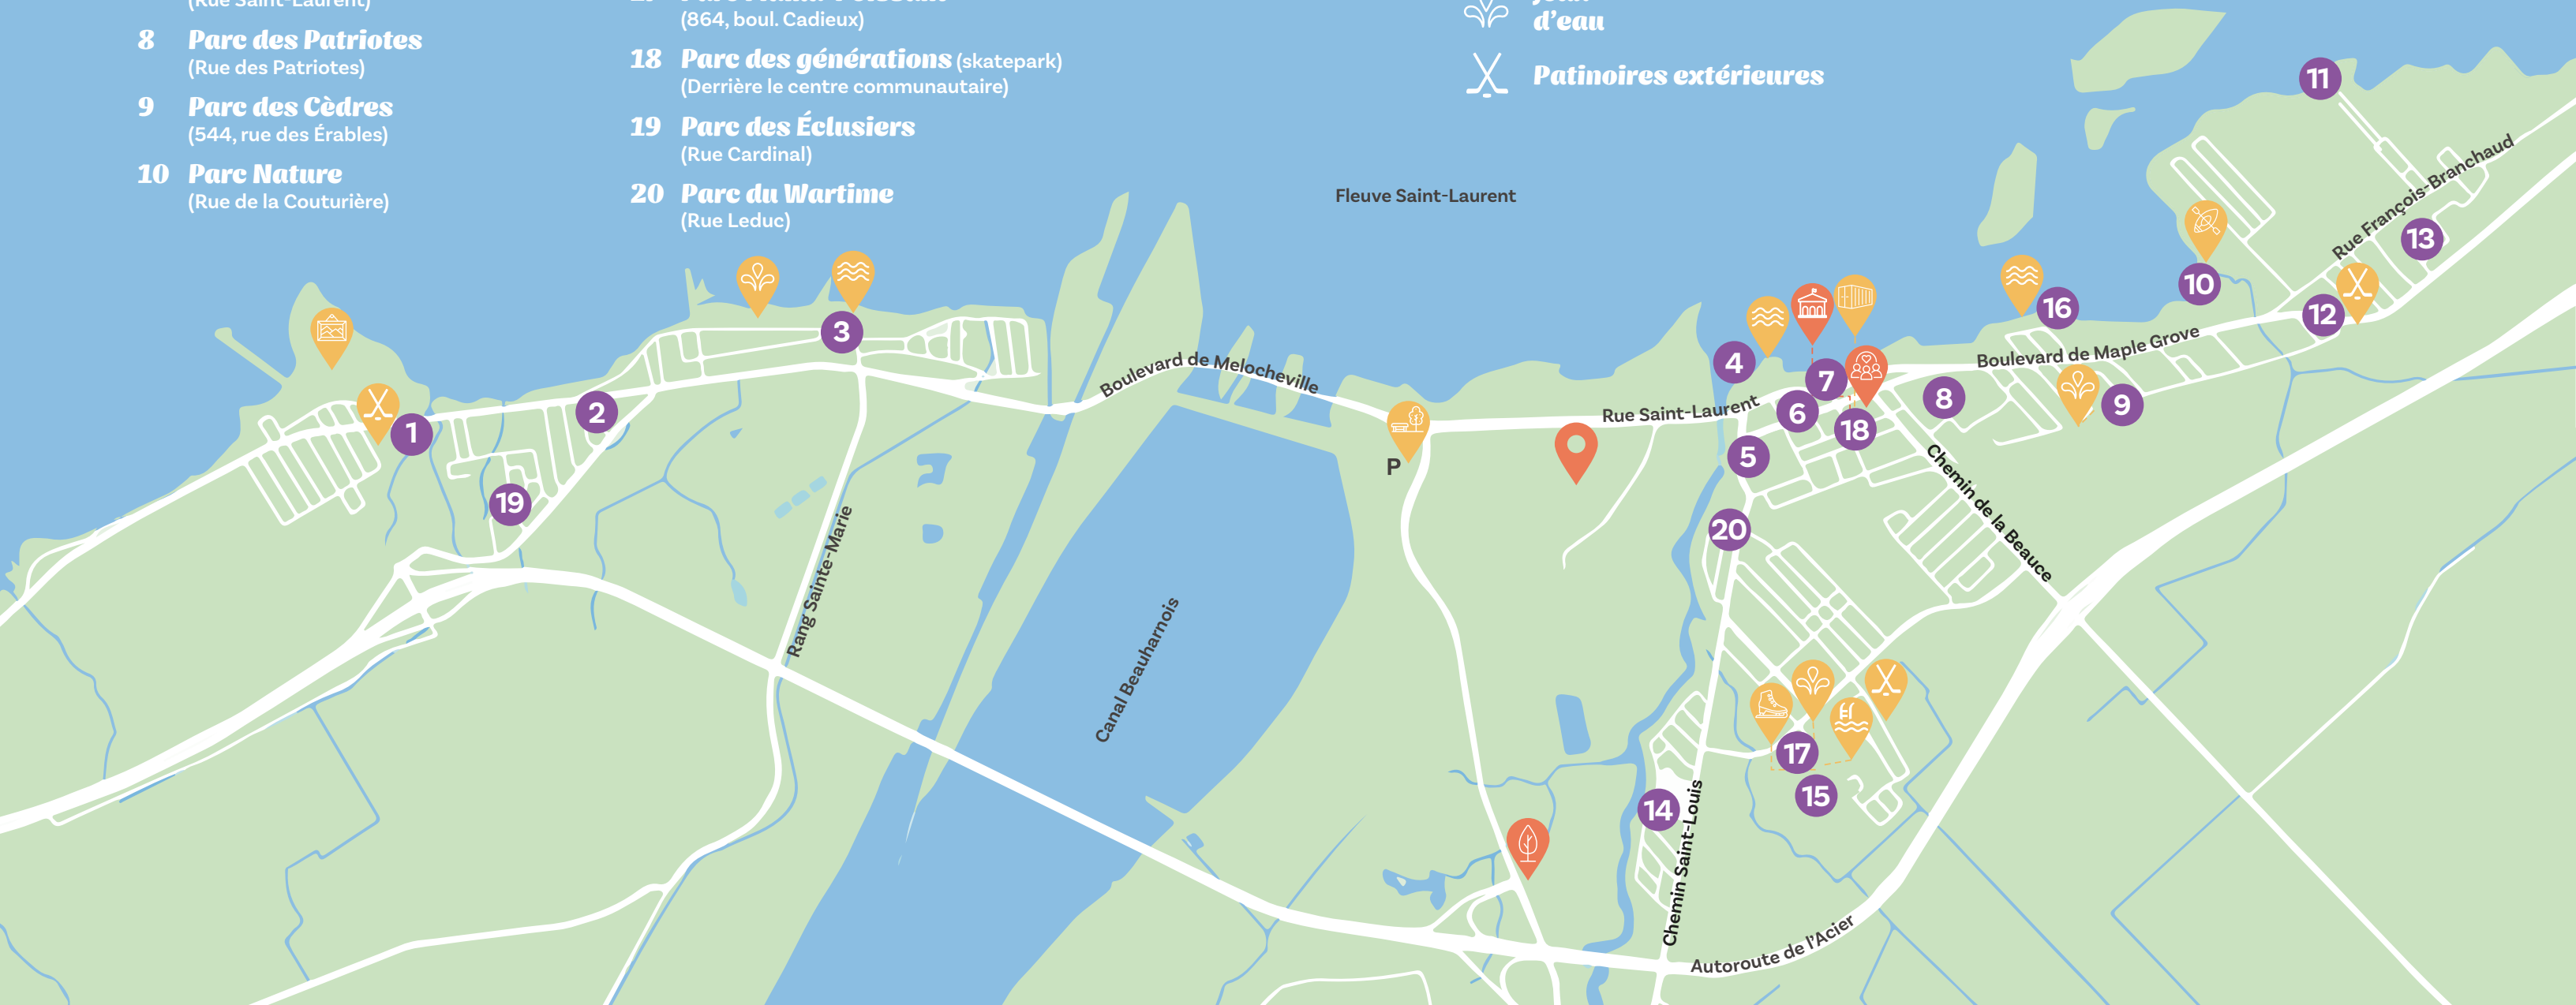 (Rue Saint-Laurent)
8 Parc des Patriotes
(Rue des Patriotes)
9 Parc des Cèdres
(544, rue des Érables)
10 Parc Nature
(Rue de la Couturière)
(864, boul. Cadieux)
18 Parc des générations (skatepark)
(Derrière le centre communautaire)
19 Parc des Éclusiers
(Rue Cardinal)
20 Parc du Wartime
(Rue Leduc)
d'eau
Patinoires extérieures
Fleuve Saint-Laurent
11
Rue François-Branchaud
13
10
12
16
3
4
7
Boulevard de Maple Grove
Boulevard de Melocheville
8
9
2
1
6
Rue Saint-Laurent
18
5
P
19
20
Chemin de la Beauce
Rang Sainte-Marie
Canal Beauharnois
17
15
14
Chemin Saint-Louis
Autoroute de l'Acier